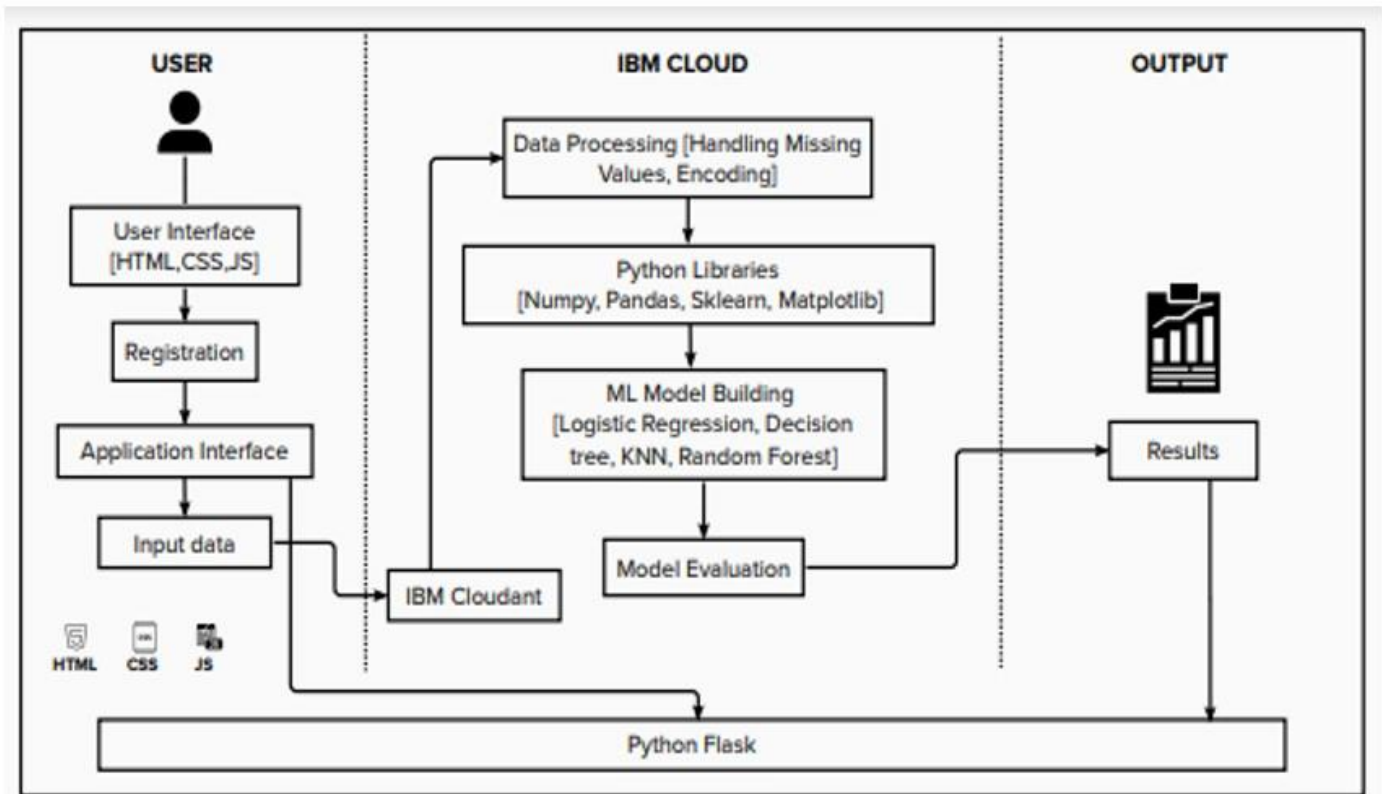 USER
User Interface
[HTML,CSS,JS]
Registration
Application Interface
Input data
HTML
CSS
JS
IBM CLOUD
Data Processing [Handling Missing
Values, Encoding]
Python Libraries
[Numpy, Pandas, Sklearn, Matplotlib]
ML Model Building
[Logistic Regression, Decision
tree, KNN, Random Forest]
Model Evaluation
IBM Cloudant
OUTPUT
Results
Python Flask